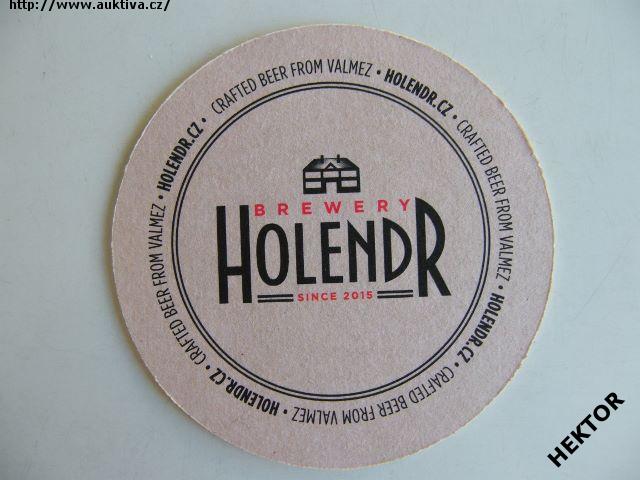 http://www.auktiva.cz/
CRAFTED BEER FROM VALMEZ • HOLENDR.CZ • CRAFTED BEER FROM VALMEZ • HOLENDR.CZ • CRAFTED BEER FROM VALMEZ • HOLENDR.CZ • CRAFTED BEER FROM VALMEZ • HOLENDR.CZ •
BREWERY
HOLENDR
SINCE 2015
HEKTOR